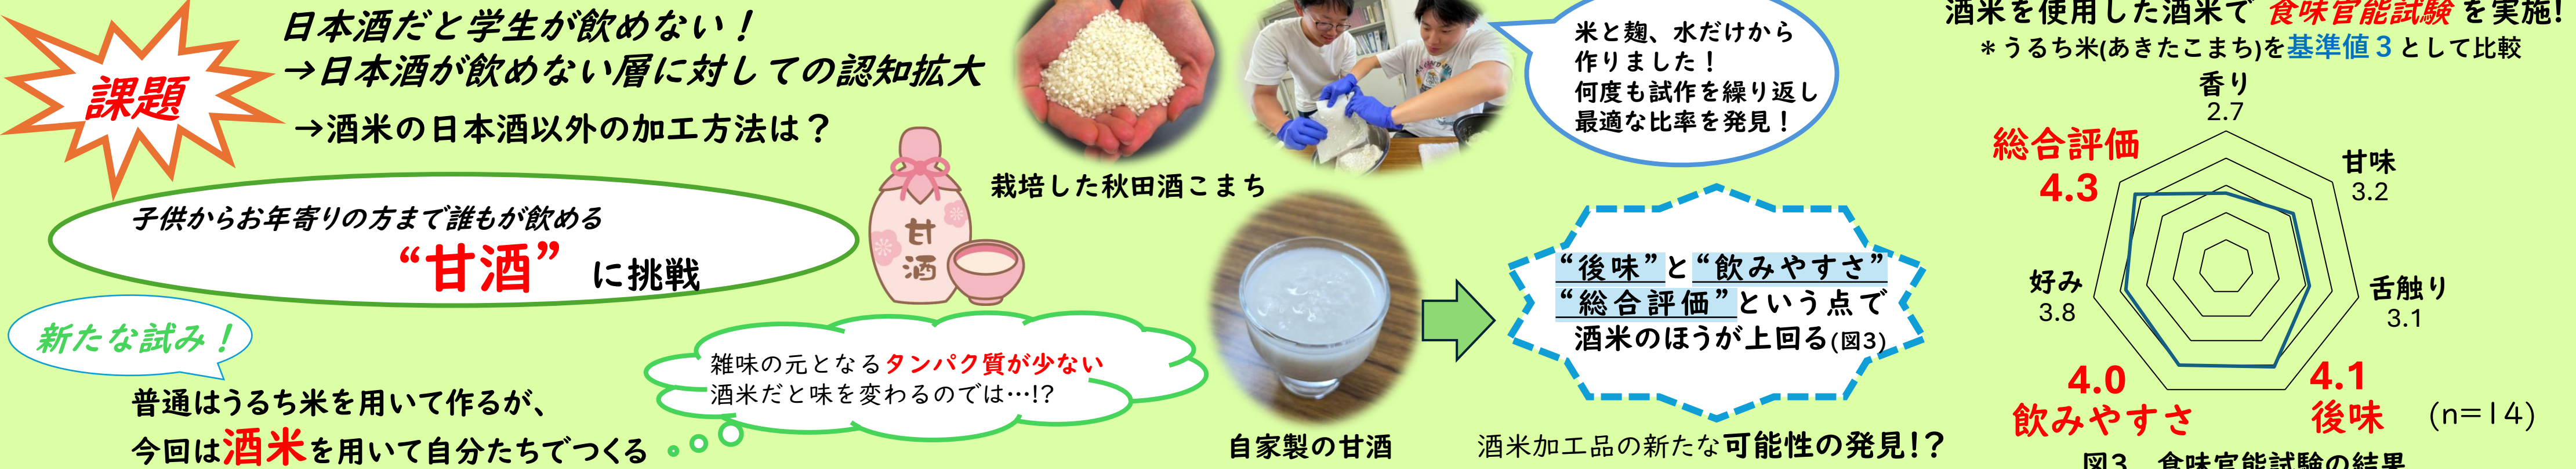 課題
日本酒だと学生が飲めない！
→日本酒が飲めない層に対しての認知拡大
→酒米の日本酒以外の加工方法は？
子供からお年寄りの方まで誰もが飲める
“甘酒” に挑戦
甘
酒
新たな試み！
普通はうるち米を用いて作るが、
今回は酒米を用いて自分たちでつくる
雑味の元となるタンパク質が少ない
酒米だと味を変わるのでは…!?
栽培した秋田酒こまち
米と麹、水だけから
作りました！
何度も試作を繰り返し
最適な比率を発見！
自家製の甘酒
“後味”と“飲みやすさ”
“総合評価”という点で
酒米のほうが上回る(図3)
酒米加工品の新たな可能性の発見!？
酒米を使用した酒米で 食味官能試験 を実施!
＊うるち米(あきたこまち)を基準値３として比較
香り
2.7
甘味
3.2
舌触り
3.1
4.1
後味
4.0
飲みやすさ
好み
3.8
総合評価
4.3
(n=14)
図3 食味官能試験の結果